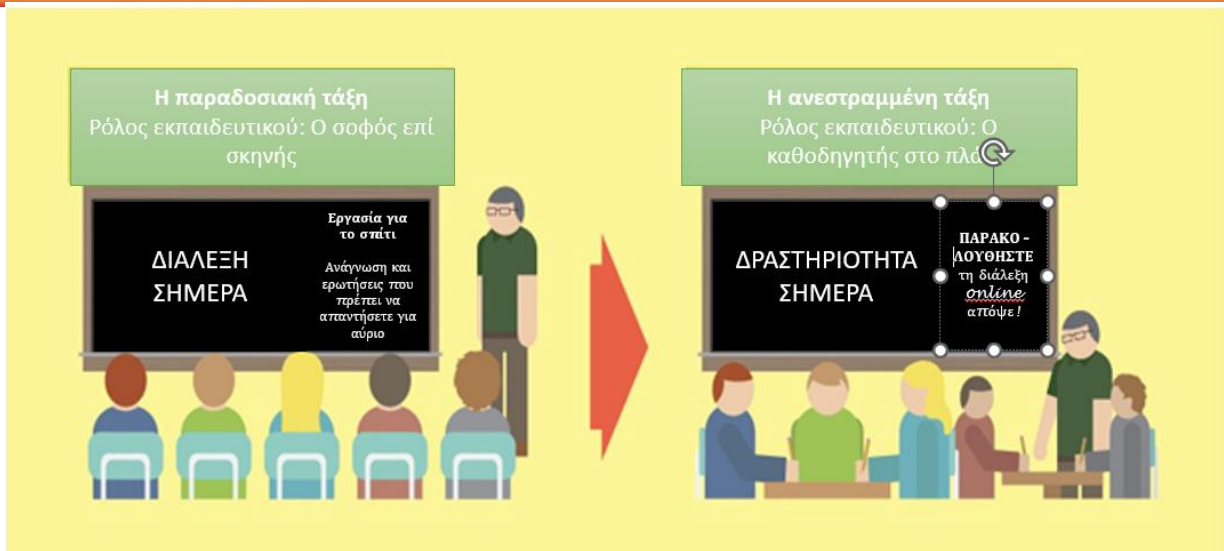 Η παραδοσιακή τάξη
Ρόλος εκπαιδευτικού: Ο σοφός επί
σκηνής
ΔΙΑΛΕΞΗ
ΣΗΜΕΡΑ
Εργασία για
το σπίτι
Ανάγνωση και
ερωτήσεις που
πρέπει να
απαντήσετε για
αύριο
Η ανεστραμμένη τάξη
Ρόλος εκπαιδευτικού: Ο
καθοδηγητής στο
ΔΡΑΣΤΗΡΙΟΤΗΤΑ
ΣΗΜΕΡΑ
ΠΑΡΑΚΟ –
ΛΟΥΘΗΣΤΕ
τη διάλεξη
online
απόψε!